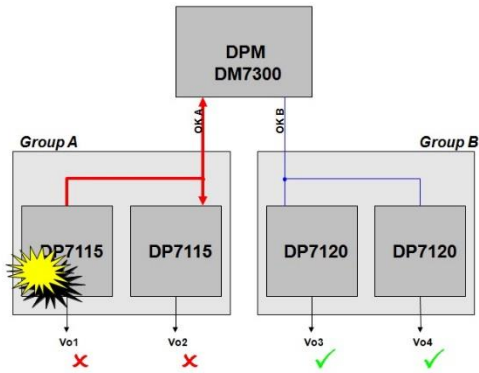 DPM
DM7300
OK A
OK B
Group A
Group B
DP7115
DP7115
DP7120
DP7120
Vo1
Vo2
Vo3
Vo4